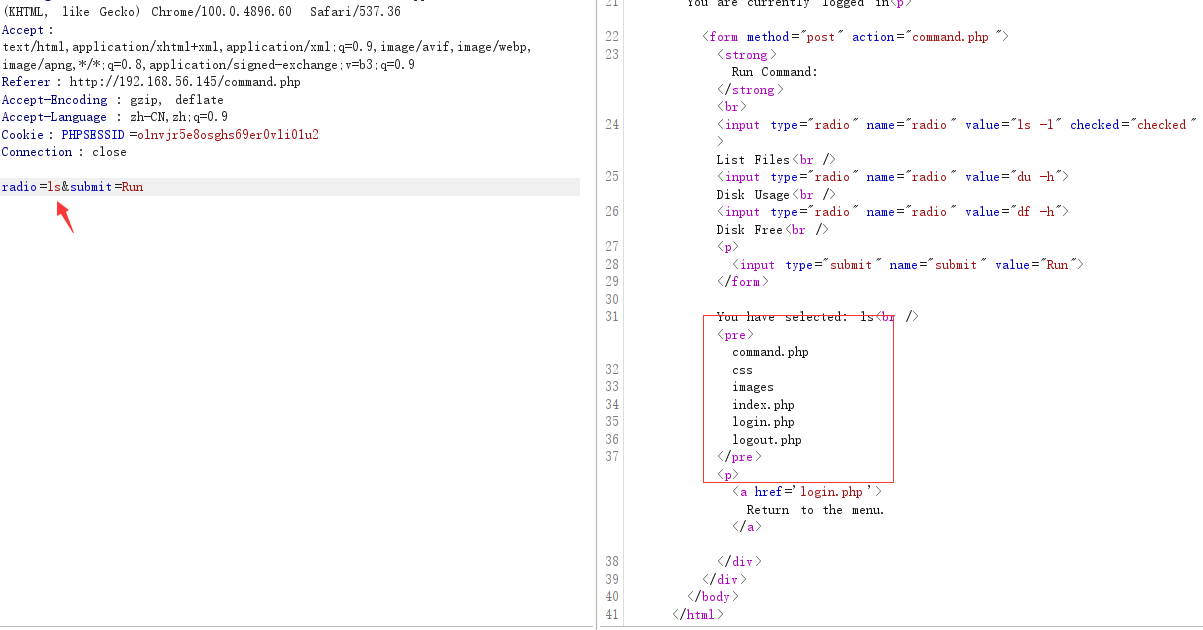 (KHTML, like Gecko) Chrome/100.0.4896.60 Safari/537.36
Accept :
text/html,application/xhtml+xml,application/xml;q=0.9,image/avif,image/webp,
image/apng,*/*;q=0.8,application/signed-exchange;v=b3;q=0.9
Referer : http://192.168.56.145/command.php
Accept-Encoding : gzip, deflate
Accept-Language : zh-CN,zh;q=0.9
Cookie : PHPSESSID =olnvjr5e8osghs69er0vli01u2
Connection : close
radio =ls&submit =Run
21 You are currently logged in<p>
22 <form method="post" action="command.php ">
23 <strong>
Run Command:
</strong>
<br>
24 <input type="radio" name="radio" value="ls -l" checked="checked "
>
List Files<br />
25 <input type="radio" name="radio" value="du -h">
Disk Usage<br />
26 <input type="radio" name="radio" value="df -h">
Disk Free<br />
27 <p>
28 <input type="submit" name="submit" value="Run">
29 </form>
30
31 You have selected: ls<br />
<pre>
command.php
32 css
33 images
34 index.php
35 login.php
36 logout.php
37 </pre>
<p>
<a href='login.php'>
Return to the menu.
</a>
38 </div>
39 </div>
40 </body>
41 </html>